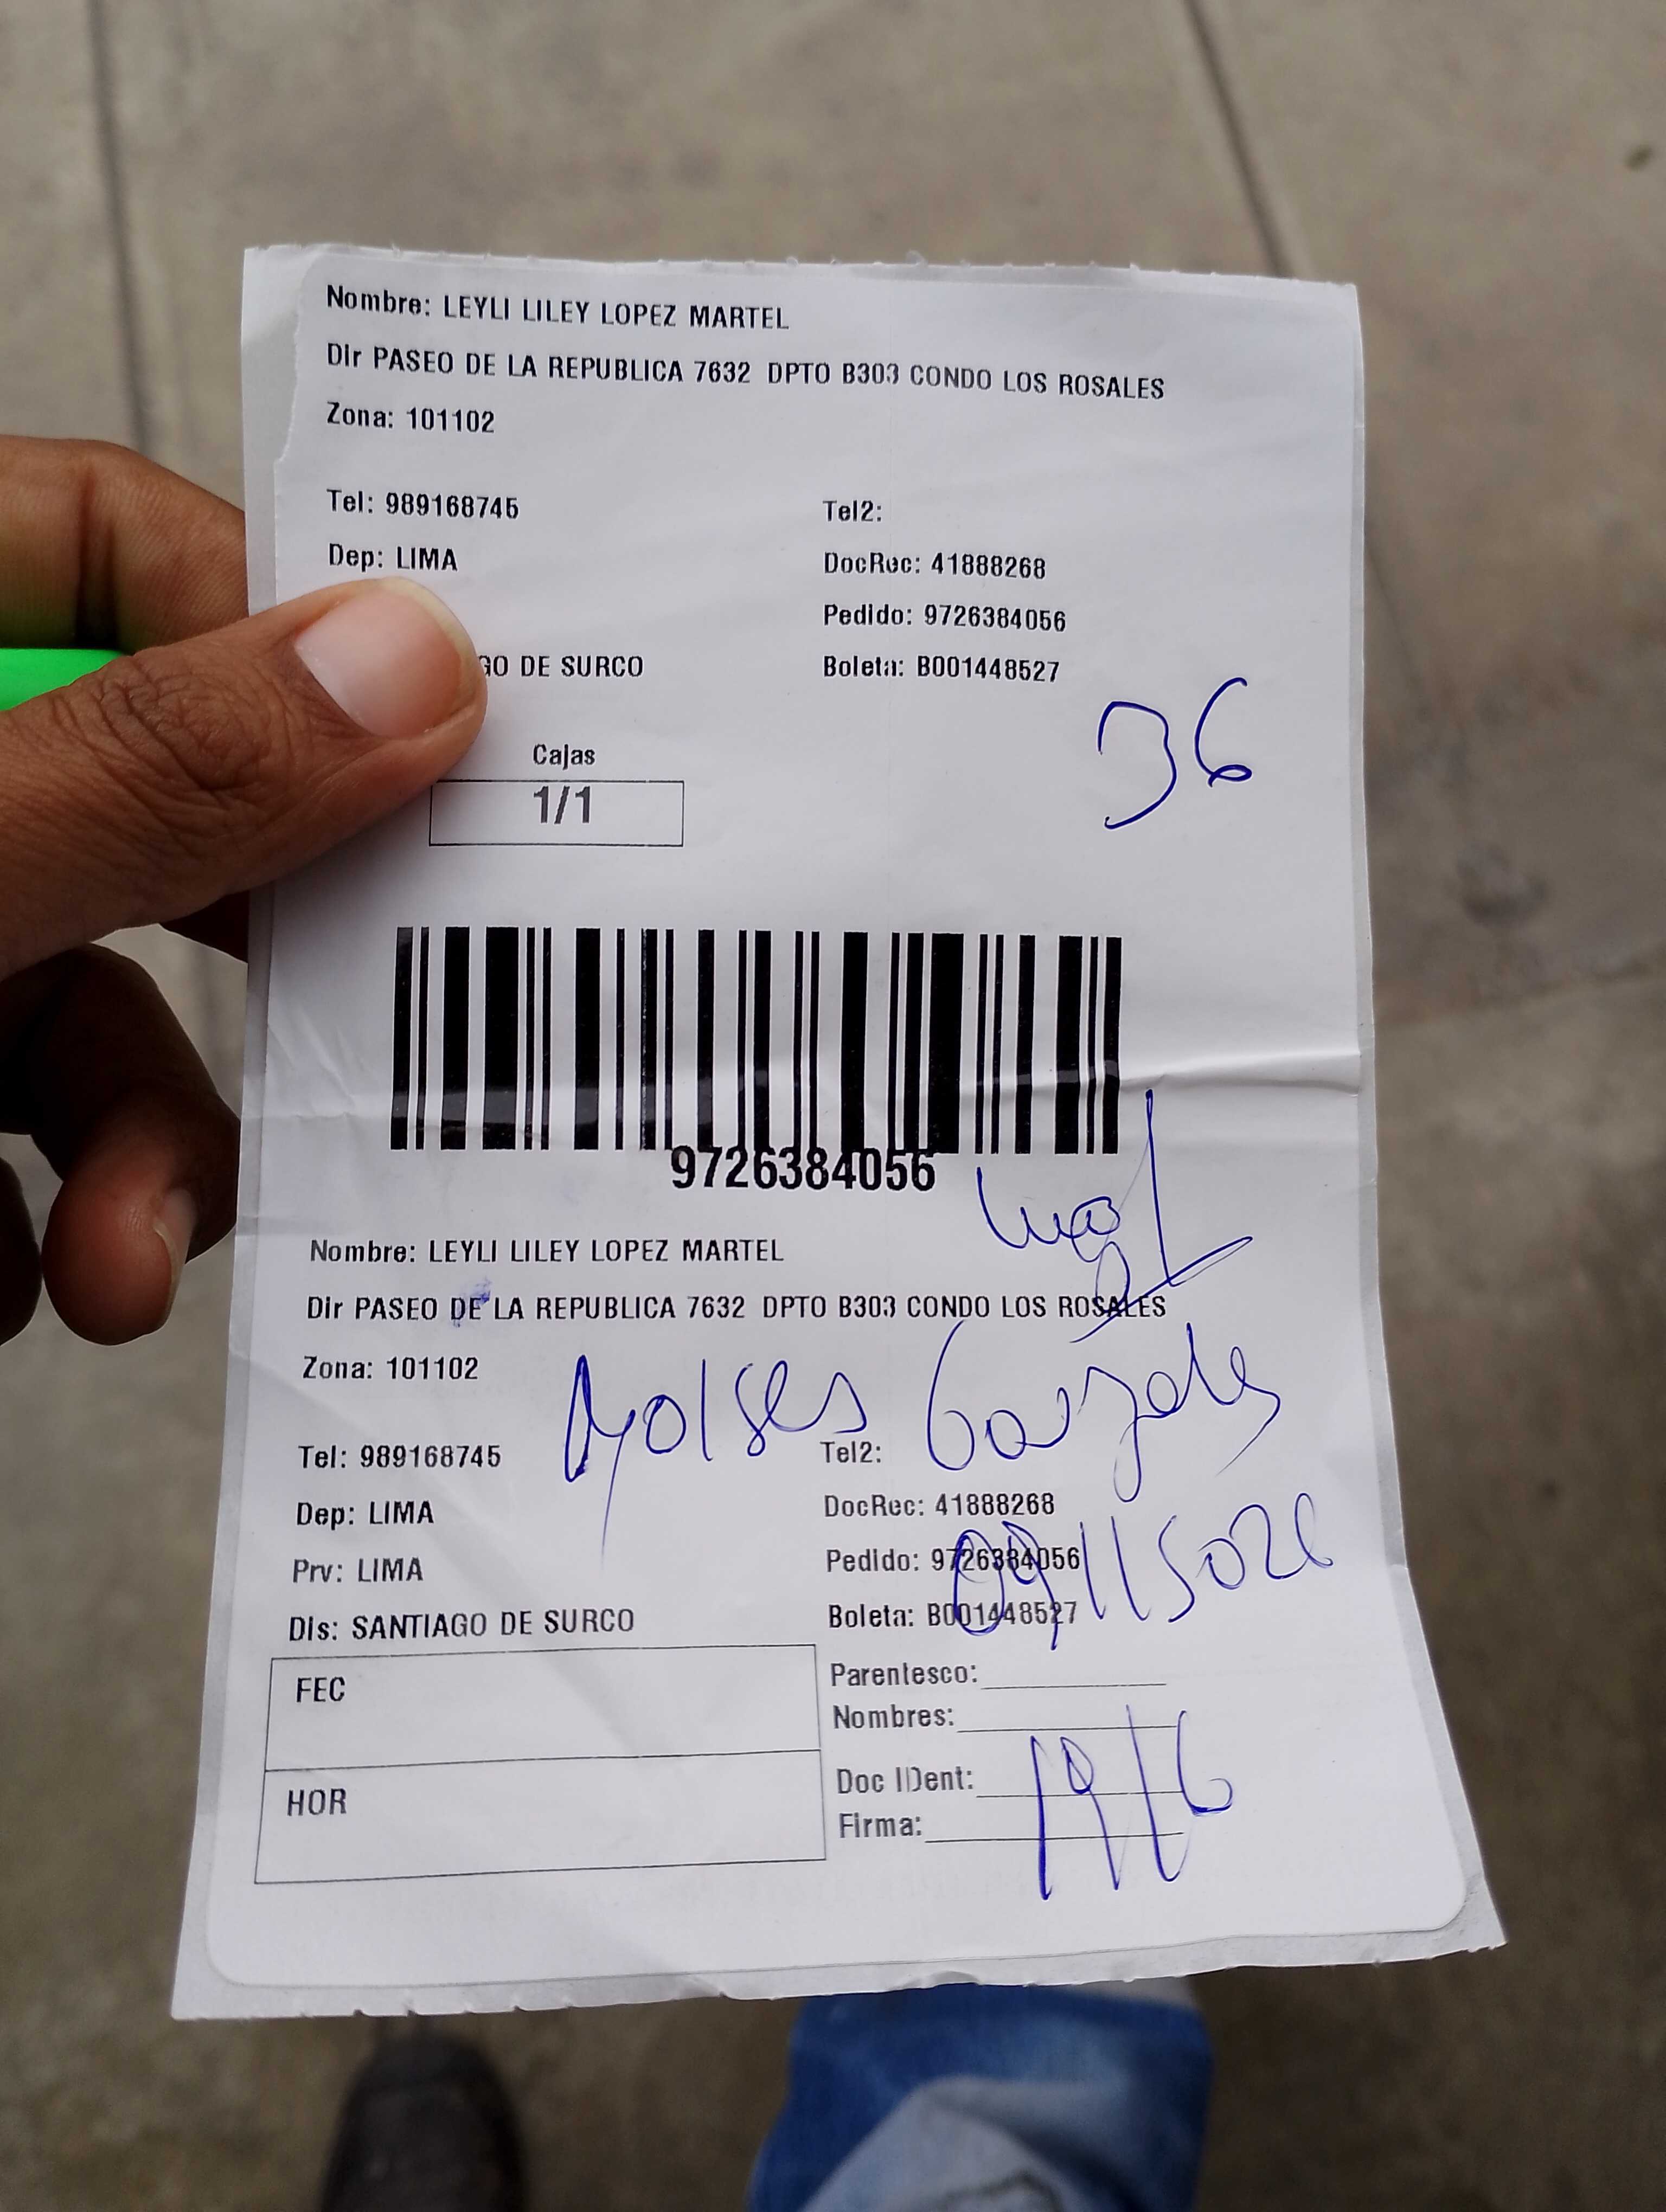 Nombre: LEYLI LILEY LOPEZ MARTEL
Dir PASEO DE LA REPUBLICA 7632 DPTO B303 CONDO LOS ROSALES
Zona: 101102
Tel: 989168745 Tel2:
Dep: LIMA DocRec: 41888268
Pedido: 9726384056
GO DE SURCO Boleta: B001448527
36
Cajas
1/1
9726384056
Nombre: LEYLI LILEY LOPEZ MARTEL
Dir PASEO DE LA REPUBLICA 7632 DPTO B303 CONDO LOS ROSALES
Zona: 101102
Moises Gonzales
Tel: 989168745 Tel2:
Dep: LIMA DocRec: 41888268
Prv: LIMA Pedido: 9726384056
Dis: SANTIAGO DE SURCO Boleta: B001448527
FEC Parentesco:
Nombres:
HOR Doc IDent:
Firma: